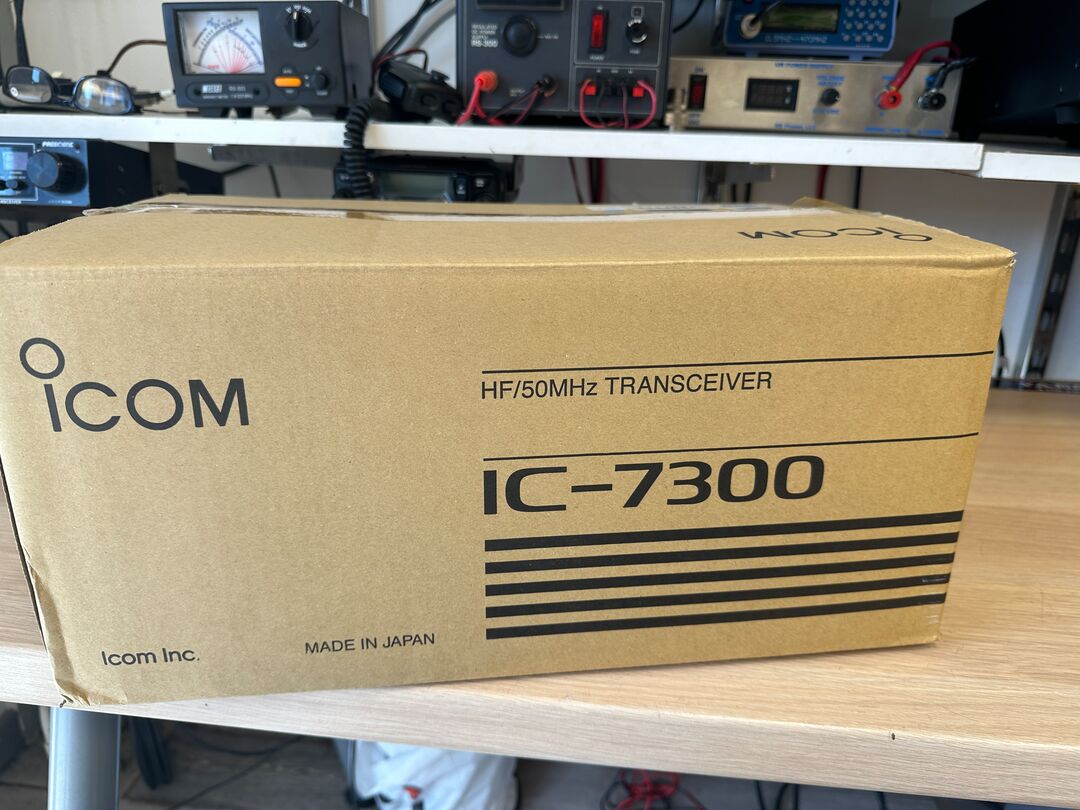 ICOM
ICOM
HF/50MHz TRANSCEIVER
IC-7300
Icom Inc.
MADE IN JAPAN